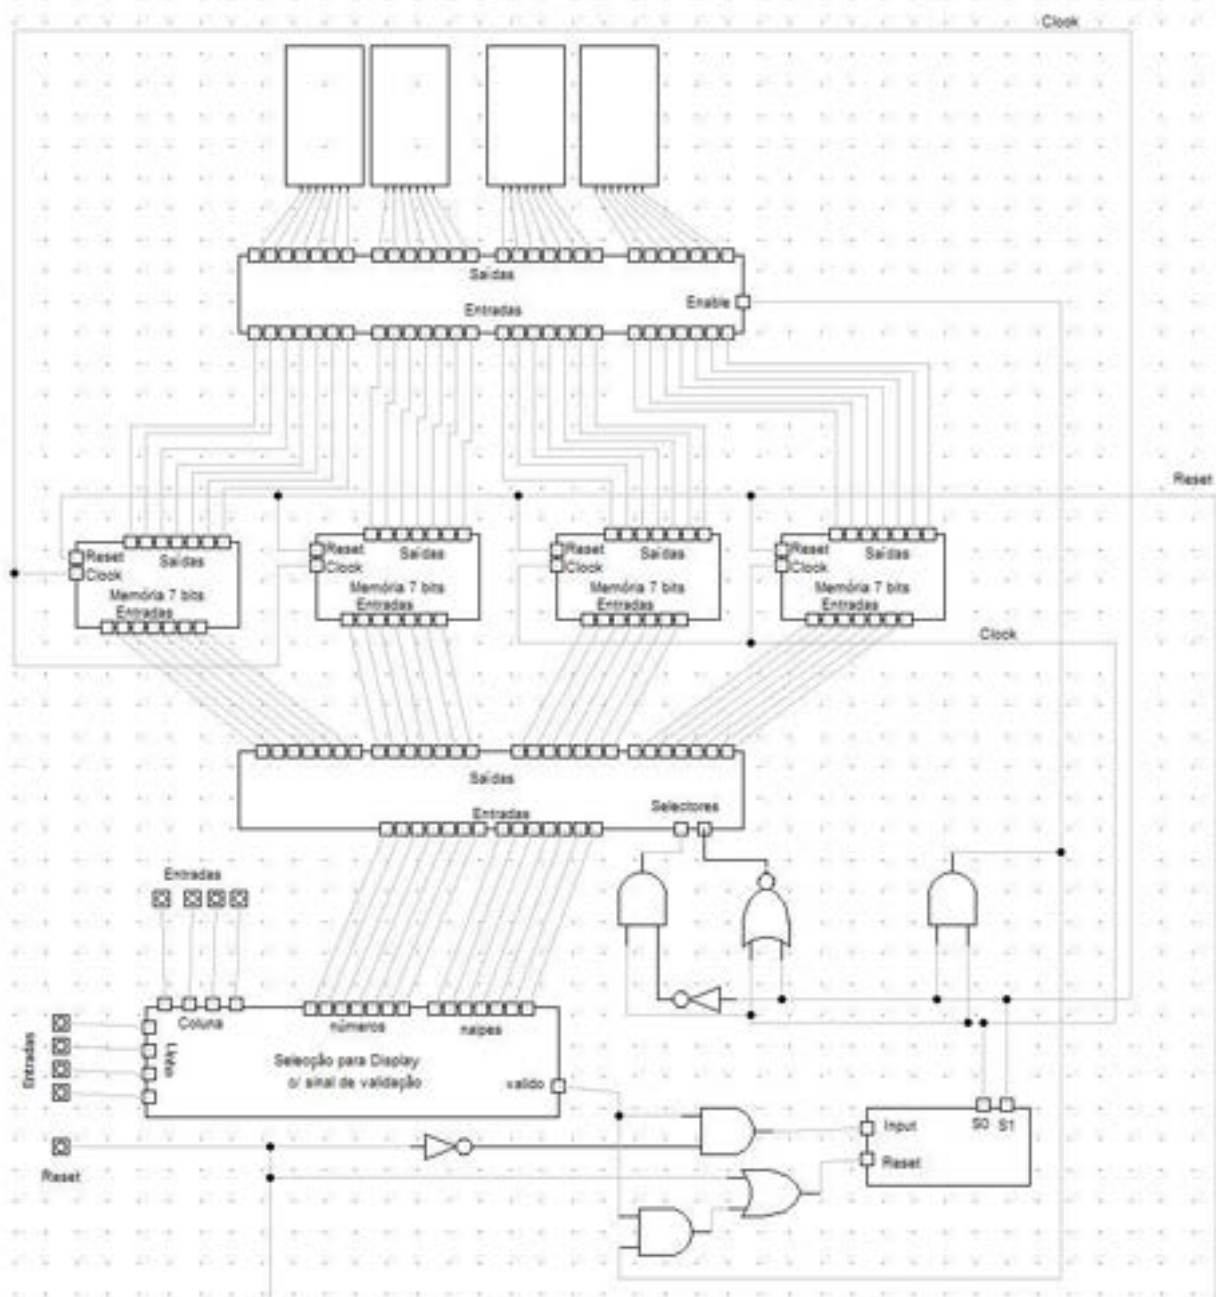 Clock
Saídas
Enable
Entradas
Reset
Reset
Clock
Saídas
Memória 7 bits
Entradas
Reset
Clock
Saídas
Memória 7 bits
Entradas
Reset
Clock
Saídas
Memória 7 bits
Entradas
Reset
Clock
Saídas
Memória 7 bits
Entradas
Clock
Saídas
Selectores
Entradas
Entradas
Entradas
Coluna
Linha
números
naipes
Selecção para Display
c/ sinal de validação
valido
Reset
Input
S0
S1
Reset